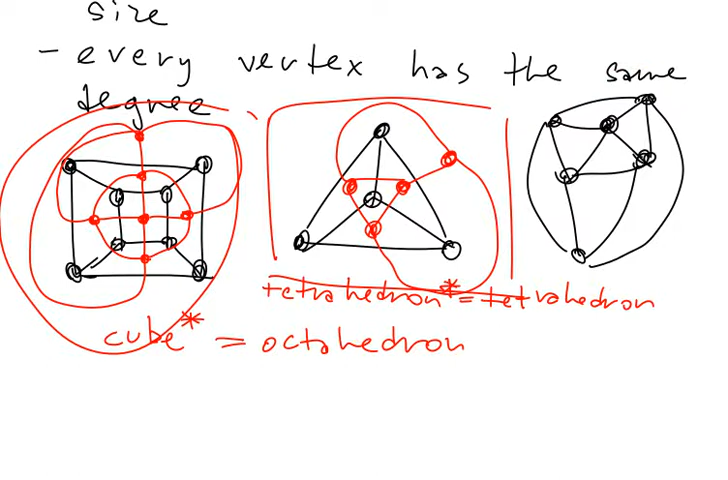 size
- every vertex has the same
degree
tetrahedron* = tetrahedron
cube* = octahedron